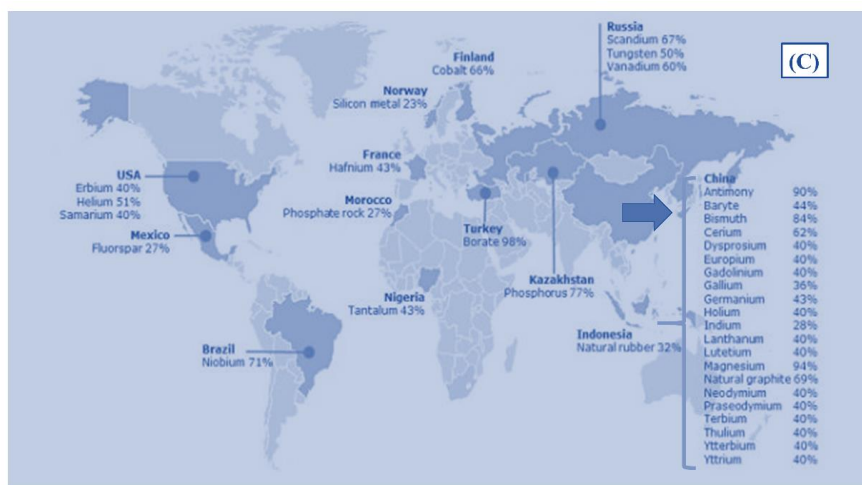 Russia
Scandium 67%
Tungsten 50%
Vanadium 60%
(C)
Finland
Cobalt 66%
Norway
Silicon metal 23%
France
Hafnium 43%
USA
Erbium 40%
Helium 51%
Samarium 40%
Morocco
Phosphate rock 27%
Mexico
Fluorspar 27%
Turkey
Borate 98%
Kazakhstan
Phosphorus 77%
Nigeria
Tantalum 43%
Indonesia
Natural rubber 32%
Brazil
Niobium 71%
China
Antimony 90%
Baryte 44%
Bismuth 84%
Cerium 62%
Dysprosium 40%
Europium 40%
Gadolinium 40%
Gallium 36%
Germanium 43%
Holium 40%
Indium 28%
Lanthanum 40%
Lutetium 40%
Magnesium 94%
Natural graphite 69%
Neodymium 40%
Praseodymium 40%
Terbium 40%
Thulium 40%
Ytterbium 40%
Yttrium 40%